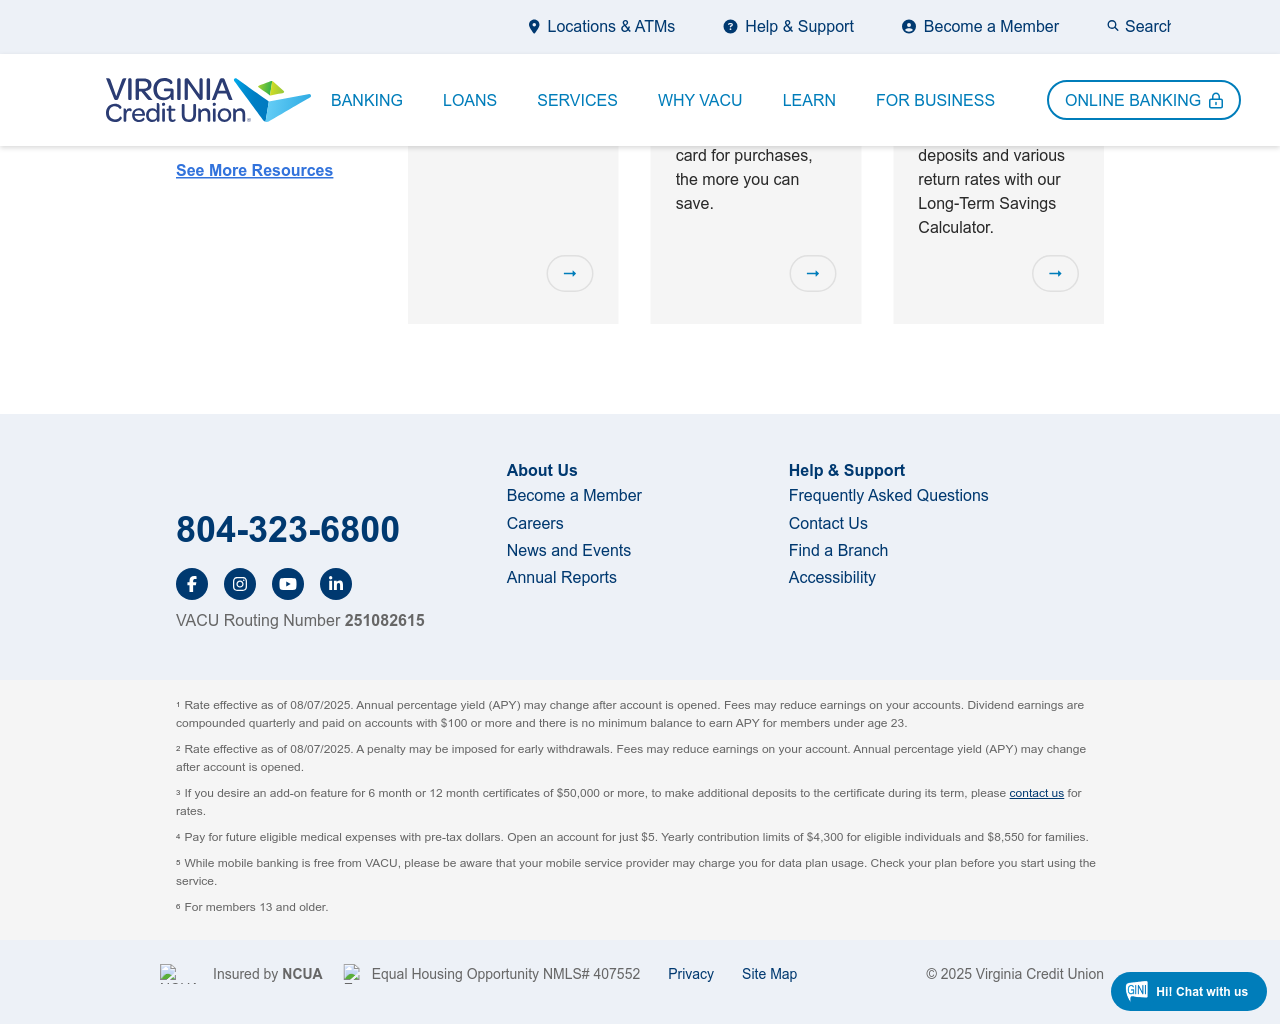 Locations & ATMs
Help & Support
Become a Member
Search
VIRGINIA
Credit Union
BANKING
LOANS
SERVICES
WHY VACU
LEARN
FOR BUSINESS
ONLINE BANKING
See More Resources
card for purchases,
the more you can
save.
deposits and various
return rates with our
Long-Term Savings
Calculator.
804-323-6800
VACU Routing Number 251082615
About Us
Become a Member
Careers
News and Events
Annual Reports
Help & Support
Frequently Asked Questions
Contact Us
Find a Branch
Accessibility
¹ Rate effective as of 08/07/2025. Annual percentage yield (APY) may change after account is opened. Fees may reduce earnings on your accounts. Dividend earnings are
compounded quarterly and paid on accounts with $100 or more and there is no minimum balance to earn APY for members under age 23.
² Rate effective as of 08/07/2025. A penalty may be imposed for early withdrawals. Fees may reduce earnings on your account. Annual percentage yield (APY) may change
after account is opened.
³ If you desire an add-on feature for 6 month or 12 month certificates of $50,000 or more, to make additional deposits to the certificate during its term, please contact us for
rates.
⁴ Pay for future eligible medical expenses with pre-tax dollars. Open an account for just $5. Yearly contribution limits of $4,300 for eligible individuals and $8,550 for families.
⁵ While mobile banking is free from VACU, please be aware that your mobile service provider may charge you for data plan usage. Check your plan before you start using the
service.
⁶ For members 13 and older.
Insured by NCUA
Equal Housing Opportunity NMLS# 407552
Privacy
Site Map
© 2025 Virginia Credit Union
GINI
Hi! Chat with us